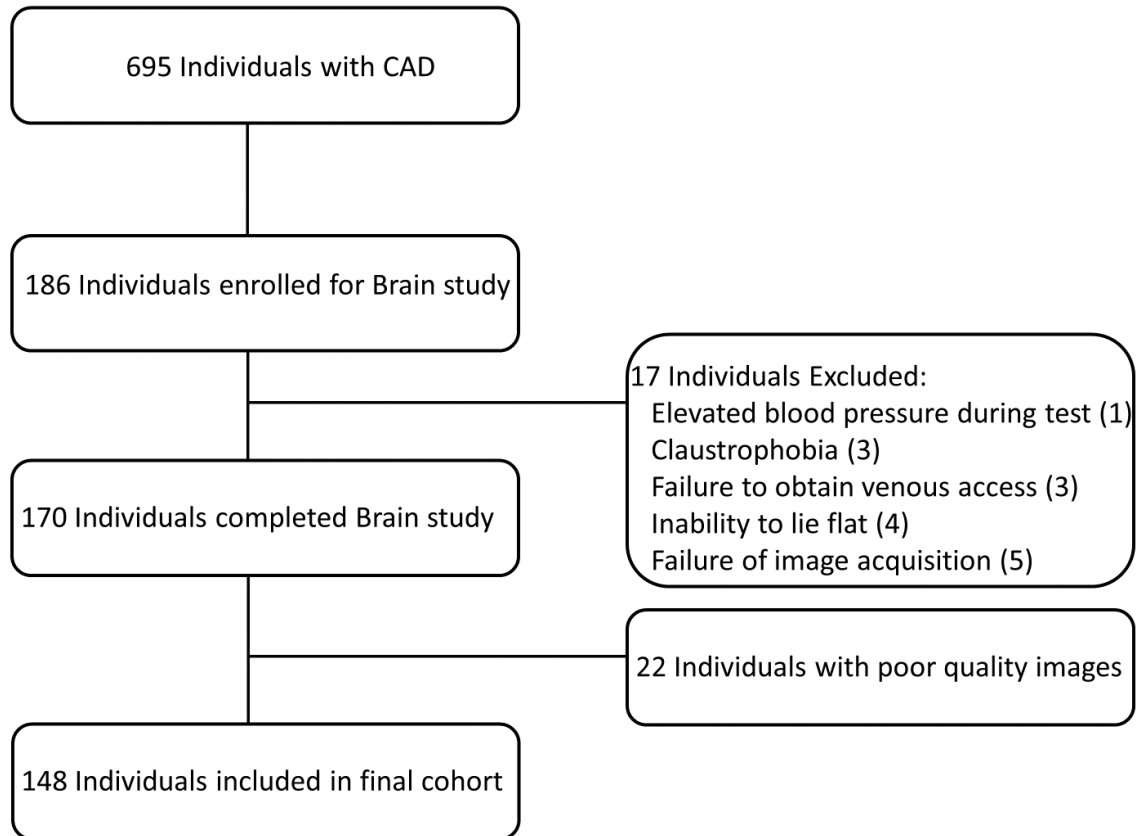 695 Individuals with CAD
186 Individuals enrolled for Brain study
17 Individuals Excluded:
Elevated blood pressure during test (1)
Claustrophobia (3)
Failure to obtain venous access (3)
Inability to lie flat (4)
Failure of image acquisition (5)
170 Individuals completed Brain study
22 Individuals with poor quality images
148 Individuals included in final cohort